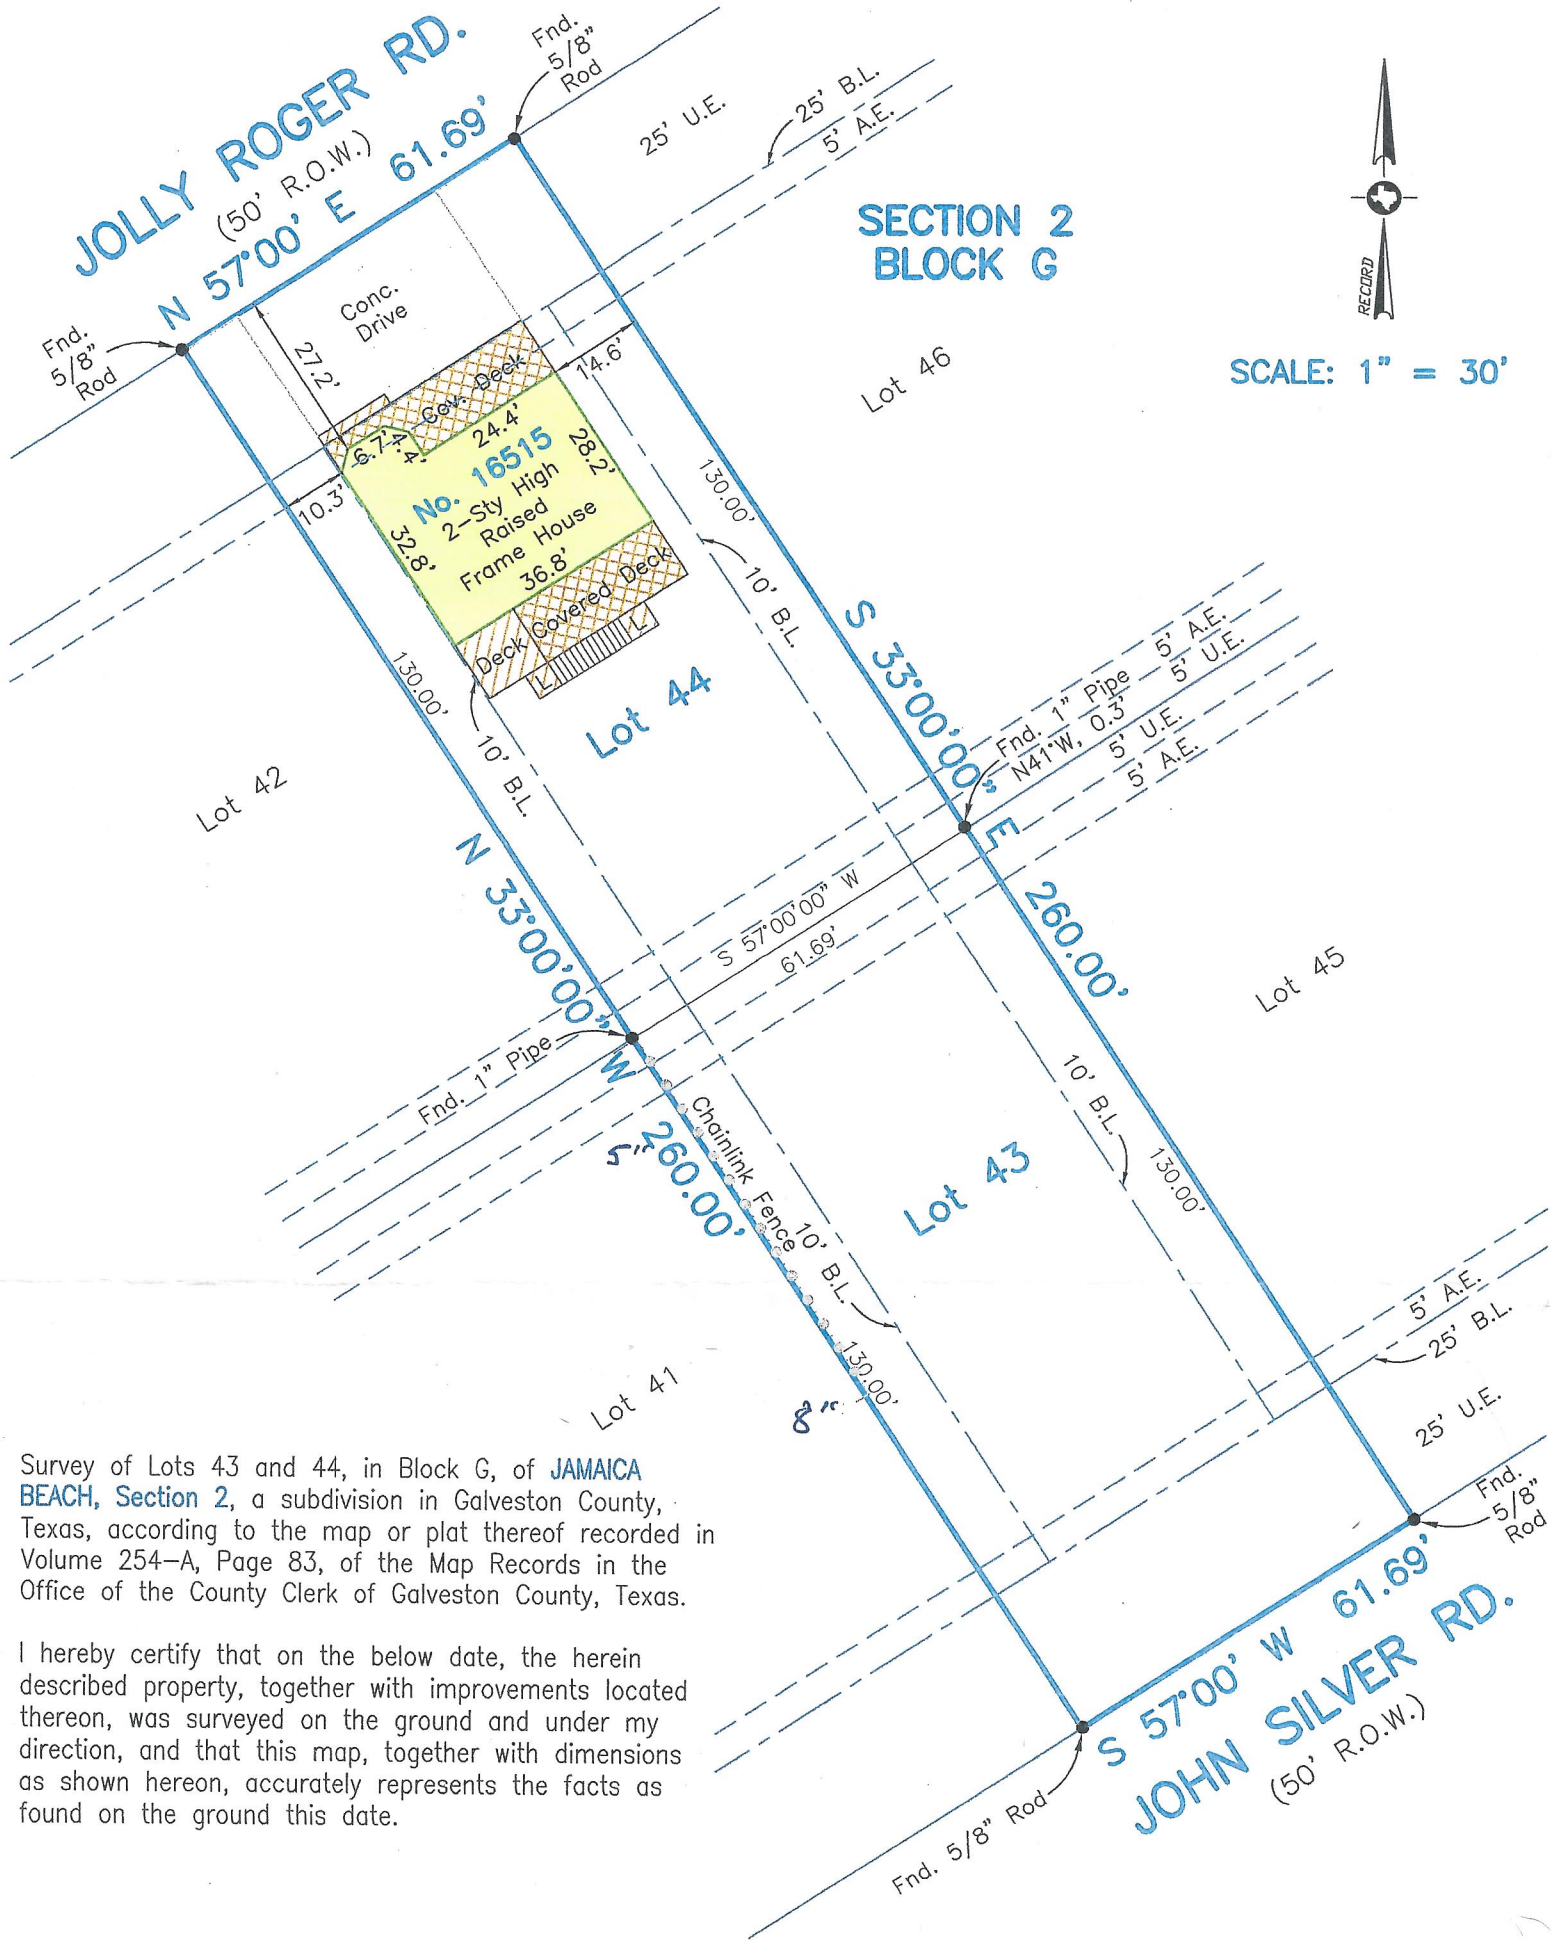 JOLLY ROGER RD.
(50' R.O.W.)
N 57°00' E 61.69'
Fnd.
5/8"
Rod
25' U.E.
25' B.L.
5' A.E.
SECTION 2
BLOCK G
RECORD
SCALE: 1" = 30'
Fnd.
5/8"
Rod
Conc.
Drive
27.2'
14.6'
Cov. Deck
6.7'
4.4'
24.4'
28.2'
10.3'
32.8'
No. 16515
2-Sty High
Raised
Frame House
36.8'
Deck
Covered Deck
L
L
Lot 46
130.00'
10' B.L.
S 33°00'00" E 260.00'
Lot 44
130.00'
10' B.L.
Lot 42
N 33°00'00" W 260.00'
Fnd. 1" Pipe
N41°W, 0.3'
5' A.E.
5' U.E.
5' U.E.
5' A.E.
S 57°00'00" W
61.69'
Fnd. 1" Pipe
Lot 45
Chainlink Fence
5"
10' B.L.
10' B.L.
130.00'
Lot 43
130.00'
8"
Lot 41
5' A.E.
25' B.L.
25' U.E.
Fnd.
5/8"
Rod
S 57°00' W 61.69'
JOHN SILVER RD.
(50' R.O.W.)
Fnd. 5/8" Rod
Survey of Lots 43 and 44, in Block G, of JAMAICA
BEACH, Section 2, a subdivision in Galveston County,
Texas, according to the map or plat thereof recorded in
Volume 254-A, Page 83, of the Map Records in the
Office of the County Clerk of Galveston County, Texas.
I hereby certify that on the below date, the herein
described property, together with improvements located
thereon, was surveyed on the ground and under my
direction, and that this map, together with dimensions
as shown hereon, accurately represents the facts as
found on the ground this date.